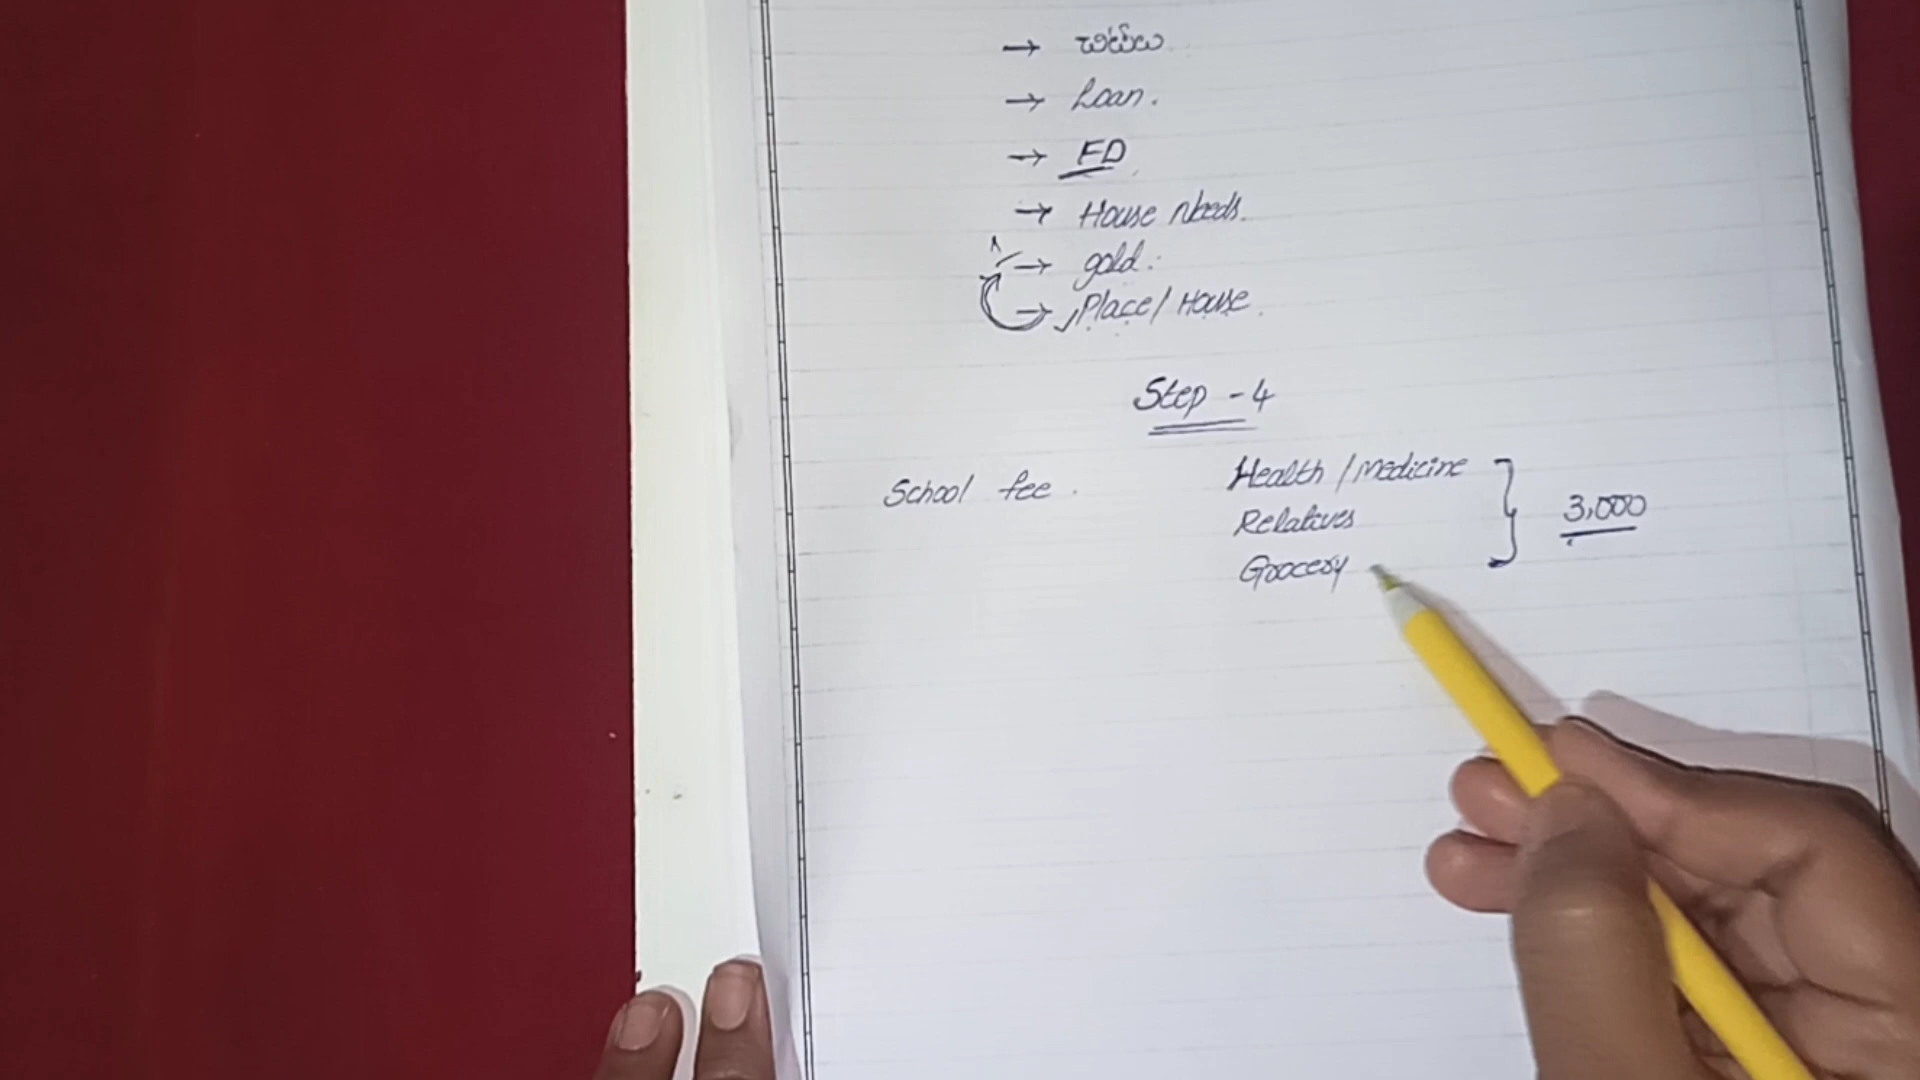 → చిట్టీలు
→ Loan.
→ FD
→ House needs.
→ gold.
→ Place/House.
Step - 4
School fee.
Health/Medicine
Relatives
3,000
Grocery